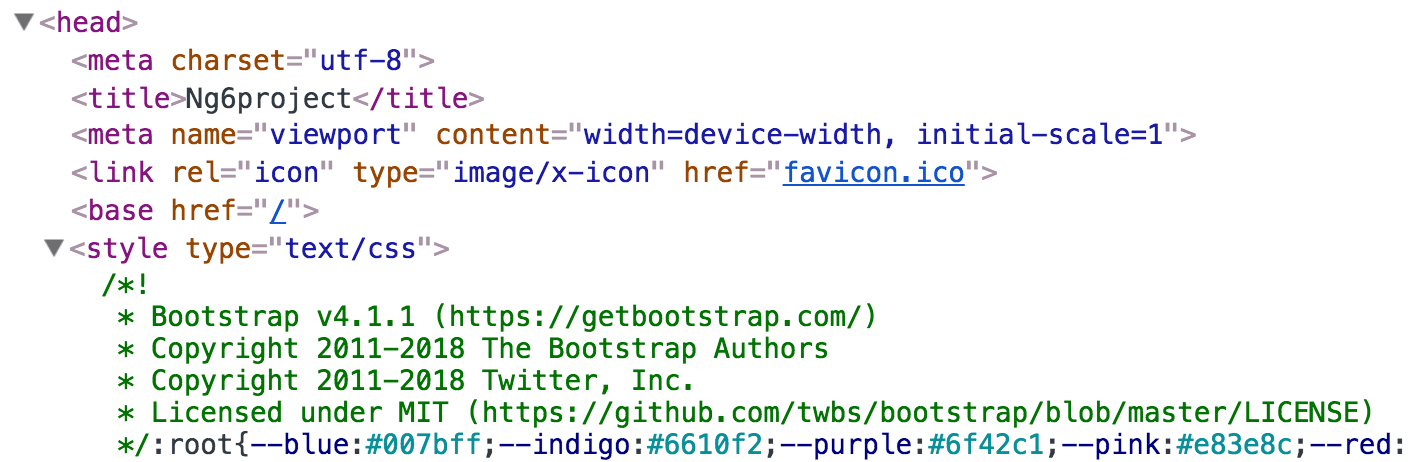 <head>
<meta charset="utf-8">
<title>Ng6project</title>
<meta name="viewport" content="width=device-width, initial-scale=1">
<link rel="icon" type="image/x-icon" href="favicon.ico">
<base href="/">
<style type="text/css">
/*!
* Bootstrap v4.1.1 (https://getbootstrap.com/)
* Copyright 2011-2018 The Bootstrap Authors
* Copyright 2011-2018 Twitter, Inc.
* Licensed under MIT (https://github.com/twbs/bootstrap/blob/master/LICENSE)
*/:root{--blue:#007bff;--indigo:#6610f2;--purple:#6f42c1;--pink:#e83e8c;--red: